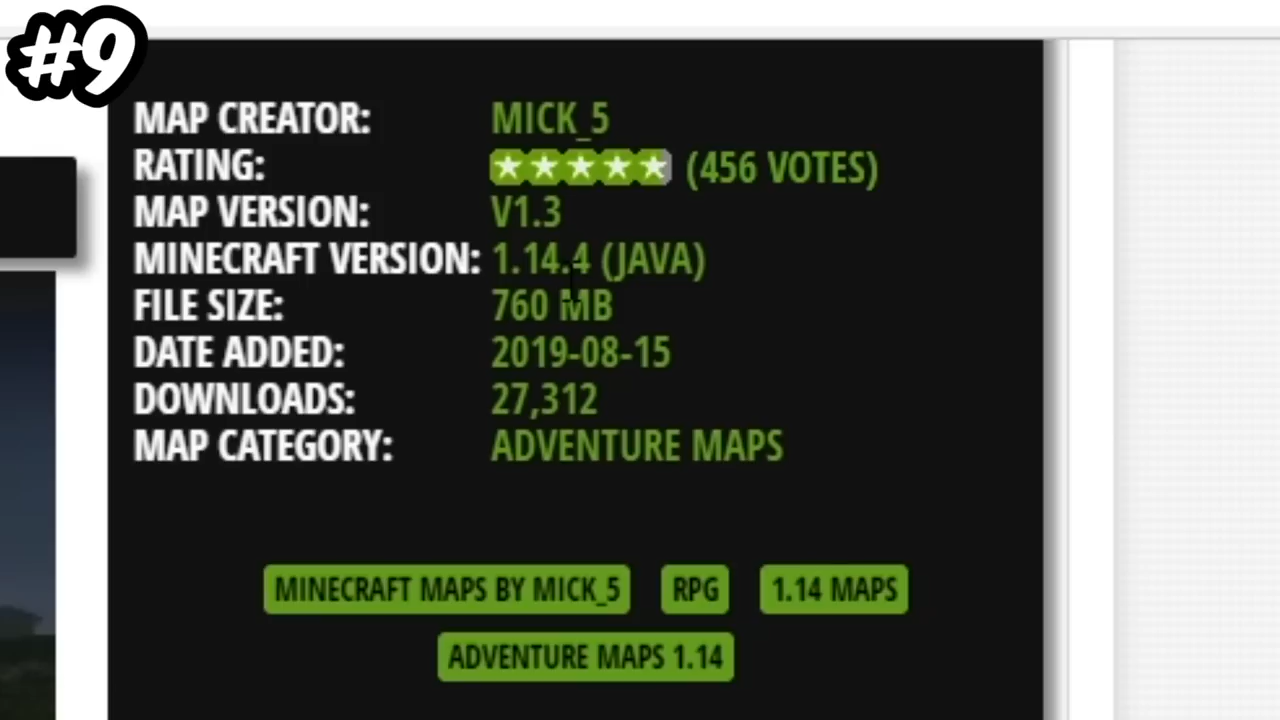 #9
MAP CREATOR: MICK_5
RATING: (456 VOTES)
MAP VERSION: V1.3
MINECRAFT VERSION: 1.14.4 (JAVA)
FILE SIZE: 760 MB
DATE ADDED: 2019-08-15
DOWNLOADS: 27,312
MAP CATEGORY: ADVENTURE MAPS
MINECRAFT MAPS BY MICK_5 RPG 1.14 MAPS
ADVENTURE MAPS 1.14